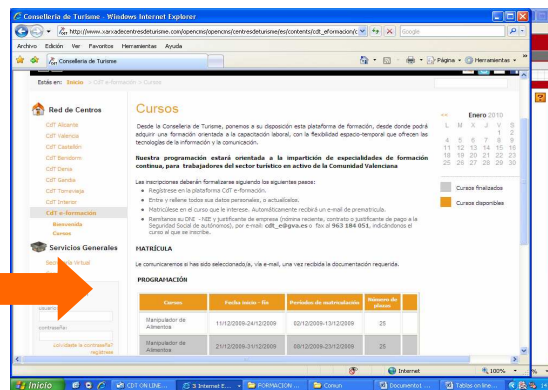 Conselleria de Turisme - Windows Internet Explorer
http://www.xarxadecentresdeturisme.com/opencms/opencms/centresdeturisme/es/contents/cdt_eformacion/c
Google
Archivo Edición Ver Favoritos Herramientas Ayuda
Conselleria de Turisme
Página Herramientas
Estás en: Inicio > CdT e-formación > Cursos
Red de Centros
CdT Alicante
CdT Valencia
CdT Castellón
CdT Benidorm
CdT Denia
CdT Gandia
CdT Torrevieja
CdT Interior
CdT e-formación
Bienvenida
Cursos
Servicios Generales
Secretaría Virtual
usuario:
contraseña:
¿olvidaste la contraseña?
regístrese
Cursos
Desde la Conselleria de Turisme, ponemos a su disposición esta plataforma de formación, desde donde podrá
adquirir una formación orientada a la capacitación laboral, con la flexibilidad espacio-temporal que ofrecen las
tecnologías de la información y la comunicación.
Nuestra programación estará orientada a la impartición de especialidades de formación
continua, para trabajadores del sector turístico en activo de la Comunidad Valenciana
Las inscripciones deberán formalizarse siguiendo los siguientes pasos:
Regístrese en la plataforma CdT e-formación.
Entre y rellene todos sus datos personales, o actualícelos.
Matricúlese en el curso que le interese. Automáticamente recibirá un e-mail de prematrícula.
Remítanos su DNI - NIE y justificante de empresa (nómina reciente, contrato o justificante de pago a la
Seguridad Social de autónomos), por e-mail: cdt_e@gva.es o fax al 963 184 051, indicándonos el
curso al que se inscribe.
MATRÍCULA
Le comunicaremos si has sido seleccionado/a, vía e-mail, una vez recibida la documentación requerida.
PROGRAMACIÓN
Cursos Fecha inicio - fin Periodos de matriculación Número de plazas
Manipulador de Alimentos 11/12/2009-24/12/2009 02/12/2009-13/12/2009 25
Manipulador de Alimentos 21/12/2009-31/12/2009 08/12/2009-23/12/2009 25
<< Enero 2010
L M X J V S
1 2
4 5 6 7 8 9
11 12 13 14 15 16
18 19 20 21 22 23
25 26 27 28 29 30
Cursos finalizados
Cursos disponibles
Internet 100%
Inicio
CDT ON LINE...
3 Internet E...
FORMACION ...
Comun
Documento1 ...
Tablas on line...